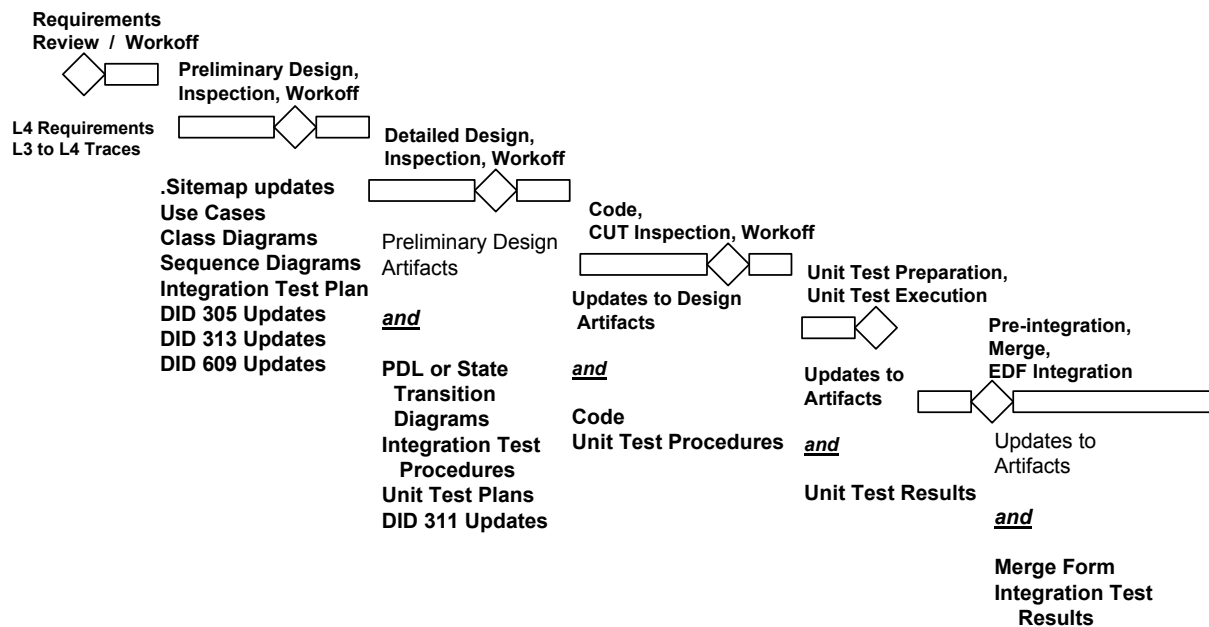 Requirements
Review / Workoff
L4 Requirements
L3 to L4 Traces
Preliminary Design,
Inspection, Workoff
.Sitemap updates
Use Cases
Class Diagrams
Sequence Diagrams
Integration Test Plan
DID 305 Updates
DID 313 Updates
DID 609 Updates
Detailed Design,
Inspection, Workoff
Preliminary Design
Artifacts
and
PDL or State
Transition
Diagrams
Integration Test
Procedures
Unit Test Plans
DID 311 Updates
Code,
CUT Inspection, Workoff
Updates to Design
Artifacts
and
Code
Unit Test Procedures
Unit Test Preparation,
Unit Test Execution
Updates to
Artifacts
and
Unit Test Results
Pre-integration,
Merge,
EDF Integration
Updates to
Artifacts
and
Merge Form
Integration Test
Results